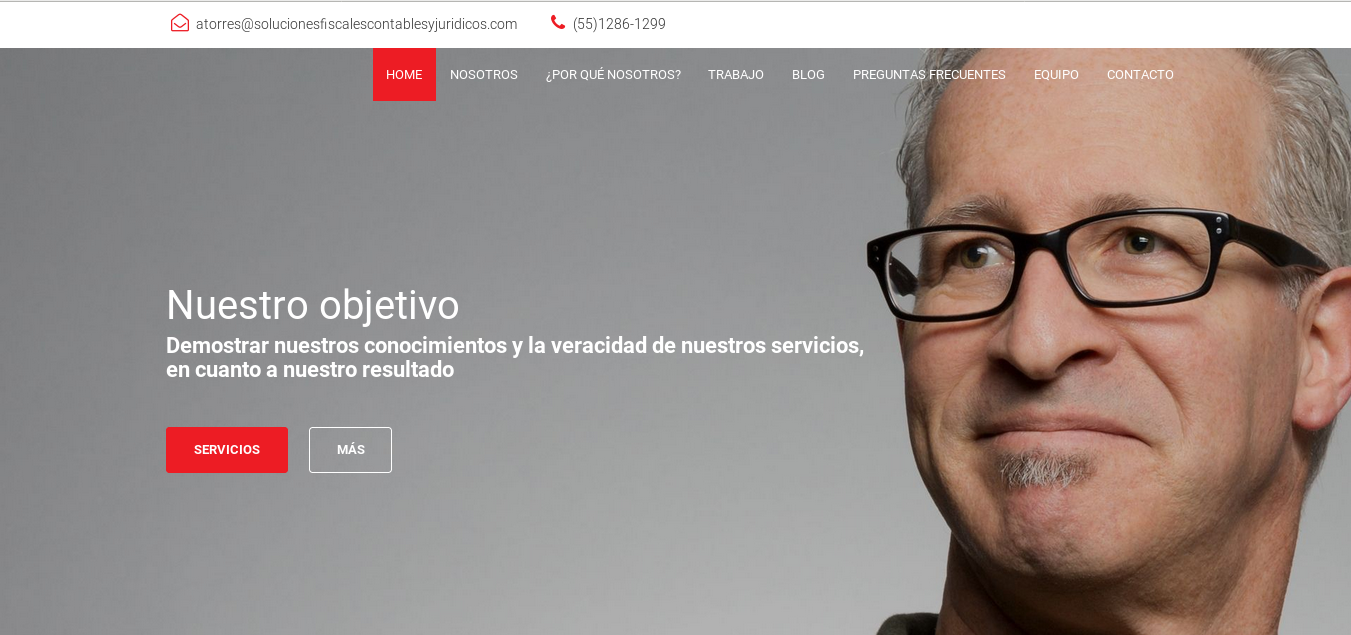 atorres@solucionesfiscalescontablesyjuridicos.com (55)1286-1299
HOME NOSOTROS ¿POR QUÉ NOSOTROS? TRABAJO BLOG PREGUNTAS FRECUENTES EQUIPO CONTACTO
Nuestro objetivo
Demostrar nuestros conocimientos y la veracidad de nuestros servicios,
en cuanto a nuestro resultado
SERVICIOS MÁS